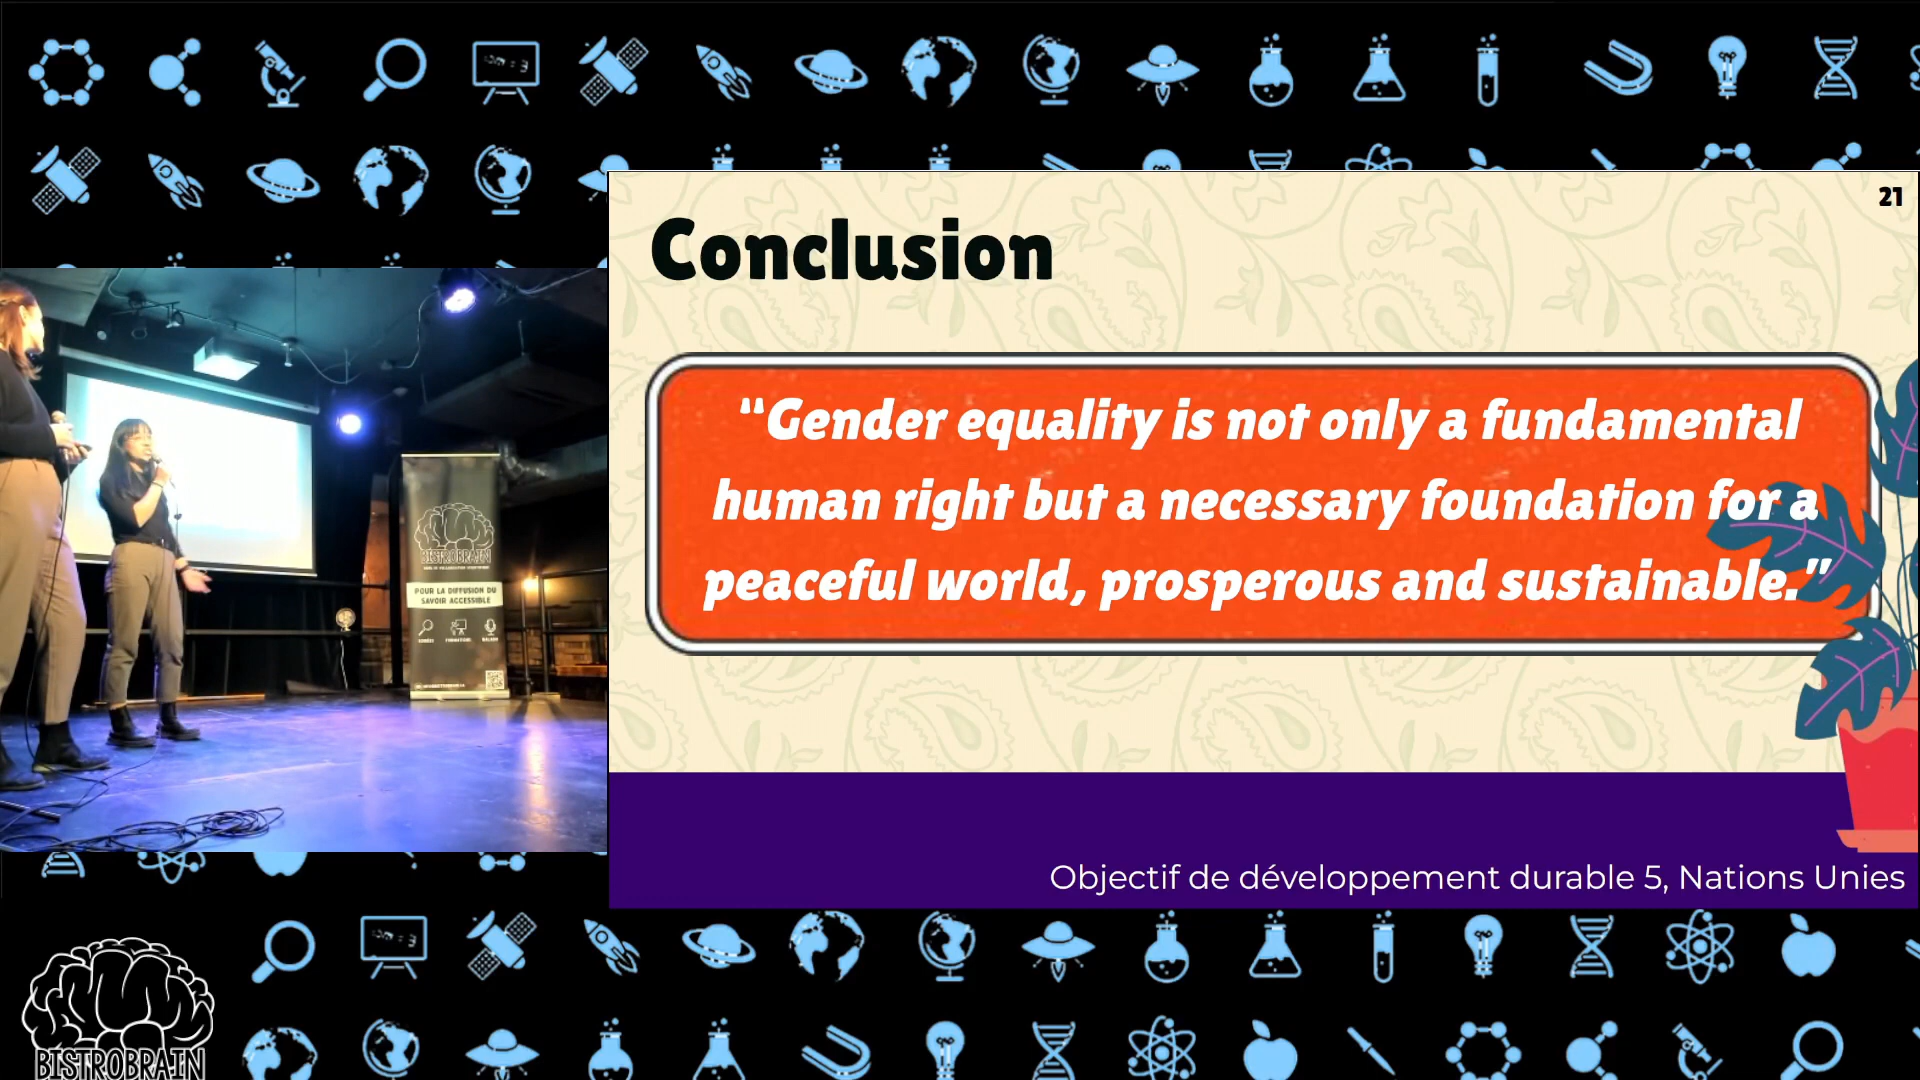 21
Conclusion
“Gender equality is not only a fundamental
human right but a necessary foundation for a
peaceful world, prosperous and sustainable.”
Objectif de développement durable 5, Nations Unies
BISTROBRAIN
POUR LA DIFFUSION DU
SAVOIR ACCESSIBLE
BISTROBRAIN